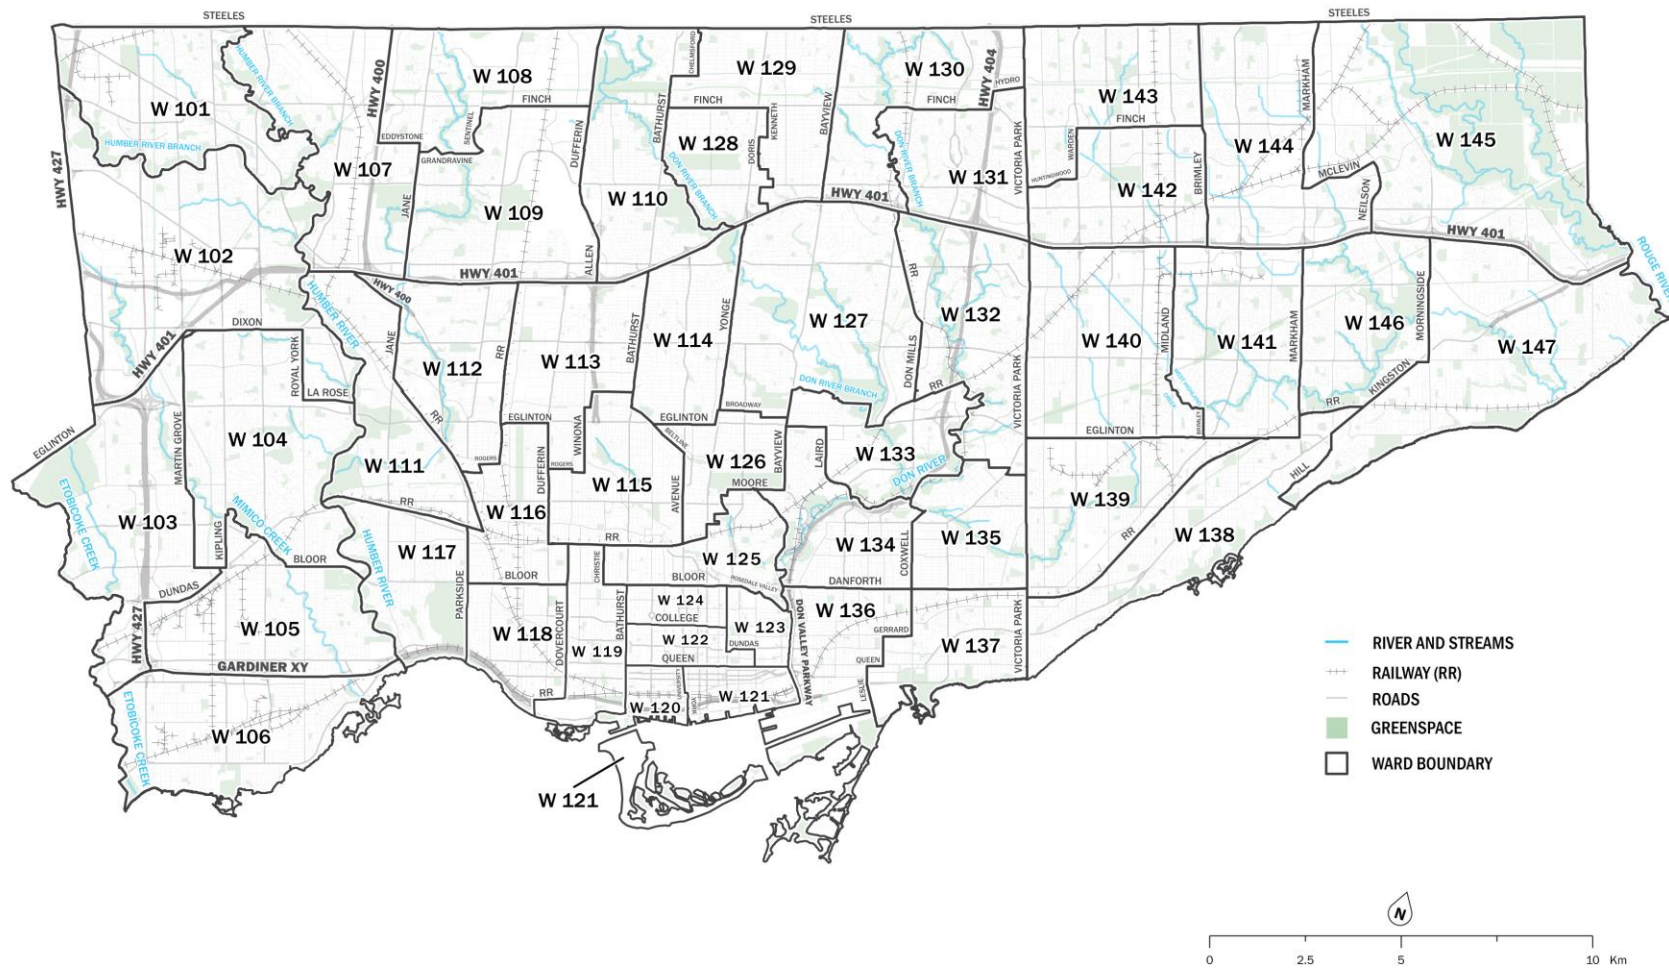 STEELES
STEELES
STEELES
HWY 427
W 101
HUMBER RIVER BRANCH
HUMBER RIVER BRANCH
HWY 400
W 107
EDDYSTONE
JANE
W 108
SENTINEL
FINCH
GRANDRAVINE
W 109
DUFFERIN
ALLEN
W 110
BATHURST
CHELMSFORD
W 129
FINCH
KENNETH
W 128
DORIS
DON RIVER BRANCH
BAYVIEW
W 130
HWY 404
HYDRO
FINCH
DON RIVER BRANCH
W 131
VICTORIA PARK
W 143
FINCH
WARDEN
HUNTINGWOOD
W 142
BRIMLEY
W 144
MARKHAM
MCLEVIN
NEILSON
W 145
HWY 401
ROUGE RIVER
W 102
HWY 401
HWY 401
HUMBER RIVER
HWY 400
DIXON
HWY 401
ROYAL YORK
LA ROSE
JANE
W 112
RR
RR
W 113
BATHURST
W 114
YONGE
W 127
DON RIVER BRANCH
RR
DON MILLS
W 132
RR
VICTORIA PARK
W 140
MIDLAND
W 141
MARKHAM
W 146
MORNINGSIDE
KINGSTON
RR
W 147
BRIMLEY
EGLINTON
EGLINTON
MARTIN GROVE
W 104
W 111
ROGERS
EGLINTON
DUFFERIN
ROGERS
WINONA
W 115
BELTLINE
EGLINTON
BROADWAY
W 126
AVENUE
MOORE
BAYVIEW
LAIRD
W 133
DON RIVER
ETOBICOKE CREEK
W 103
KIPLING
MIMICO CREEK
BLOOR
DUNDAS
RR
W 116
HUMBER RIVER
W 117
PARKSIDE
BLOOR
RR
CHRISTIE
BLOOR
W 125
ROSEDALE VALLEY
W 134
COXWELL
DANFORTH
W 135
W 139
RR
W 138
HILL
HWY 427
W 105
GARDINER XY
W 118
DOVERCOURT
W 119
BATHURST
W 124
COLLEGE
W 122
QUEEN
W 123
DUNDAS
DON VALLEY PARKWAY
W 136
GERRARD
QUEEN
LESLIE
W 137
VICTORIA PARK
ETOBICOKE CREEK
W 106
RR
W 120
YORK
W 121
W 121
RIVER AND STREAMS
RAILWAY (RR)
ROADS
GREENSPACE
WARD BOUNDARY
N
0 2.5 5 10 Km